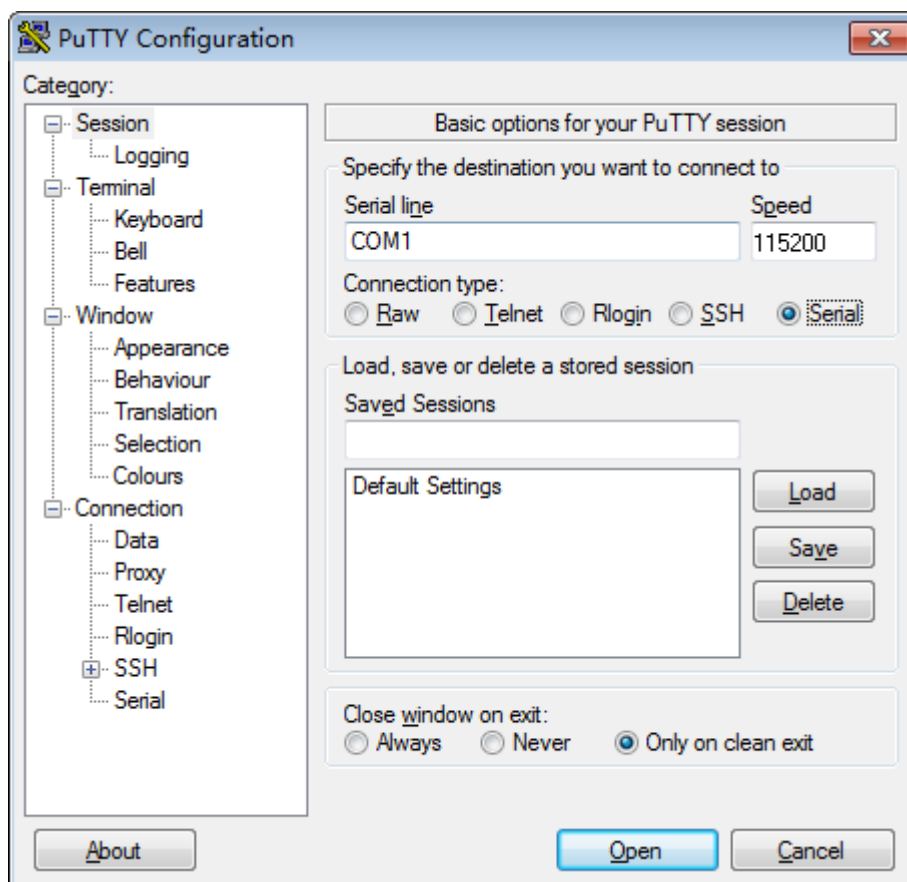 PuTTY Configuration
Category:
Session
Logging
Terminal
Keyboard
Bell
Features
Window
Appearance
Behaviour
Translation
Selection
Colours
Connection
Data
Proxy
Telnet
Rlogin
SSH
Serial
Basic options for your PuTTY session
Specify the destination you want to connect to
Serial line Speed
COM1 115200
Connection type:
Raw Telnet Rlogin SSH Serial
Load, save or delete a stored session
Saved Sessions
Default Settings
Load
Save
Delete
Close window on exit:
Always Never Only on clean exit
About Open Cancel